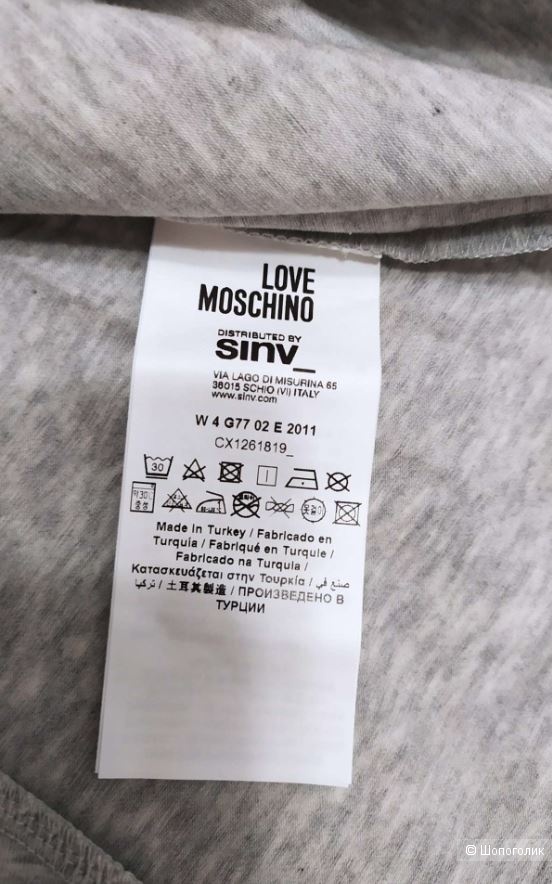 LOVE
MOSCHINO
DISTRIBUTED BY
sinv_
VIA LAGO DI MISURINA 65
36015 SCHIO (VI) ITALY
www.sinv.com
W 4 G77 02 E 2011
CX1261819_
30
Made in Turkey / Fabricado en
Turquía / Fabriqué en Turquie /
Fabricado na Turquia /
Κατασκευάζεται στην Τουρκία / صنع في
تركيا / 土耳其製造 / ПРОИЗВЕДЕНО В
ТУРЦИИ
© Шопоголик